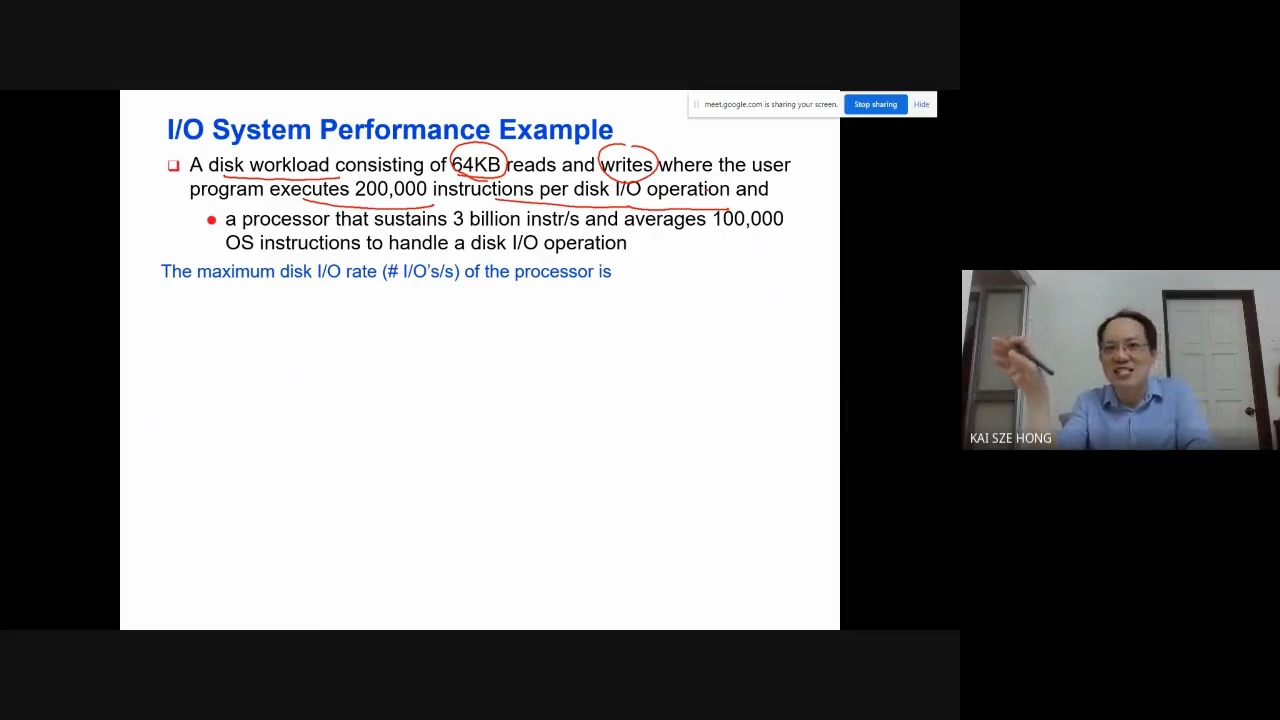 meet.google.com is sharing your screen.
Stop sharing
Hide
I/O System Performance Example
A disk workload consisting of 64KB reads and writes where the user
program executes 200,000 instructions per disk I/O operation and
a processor that sustains 3 billion instr/s and averages 100,000
OS instructions to handle a disk I/O operation
The maximum disk I/O rate (# I/O's/s) of the processor is
KAI SZE HONG